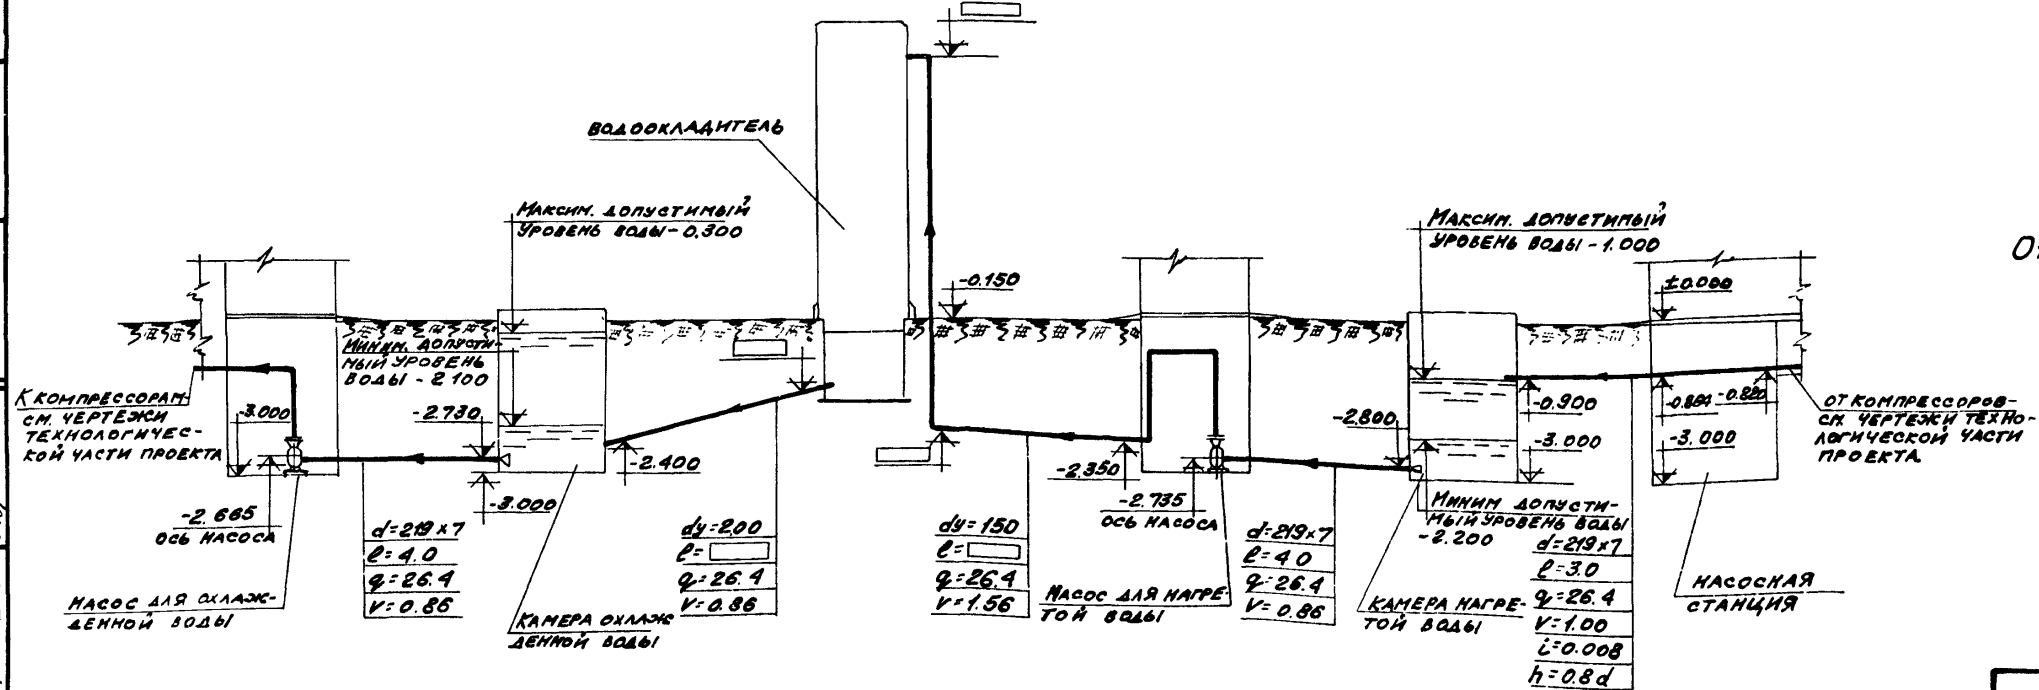 ВОДООХЛАДИТЕЛЬ
МАКСИМ. ДОПУСТИМЫЙ
УРОВЕНЬ ВОДЫ-0.300
МАКСИМ. ДОПУСТИМЫЙ
УРОВЕНЬ ВОДЫ-1.000
-0.150
±0.000
МИНИМ. ДОПУСТИ-
МЫЙ УРОВЕНЬ
ВОДЫ - 2100
К КОМПРЕССОРАМ
СМ. ЧЕРТЕЖИ
ТЕХНОЛОГИЧЕС-
КОЙ ЧАСТИ ПРОЕКТА
-3.000
-2.730
-2.400
-3.000
-2.665
ОСЬ НАСОСА
НАСОС ДЛЯ ОХЛАЖ-
ДЕННОЙ ВОДЫ
d=219×7
ℓ=4.0
q=26.4
V=0.86
КАМЕРА ОХЛАЖ
ДЕННОЙ ВОДЫ
dу=200
ℓ=
q=26.4
V=0.86
dу=150
ℓ=
q=26.4
V=1.56
-2.350
-2.735
ОСЬ НАСОСА
НАСОС ДЛЯ НАГРЕ-
ТОЙ ВОДЫ
d=219×7
ℓ=40
q=26.4
V=0.86
-2.800
-0.900
-3.000
МИНИМ ДОПУСТИ-
МЫЙ УРОВЕНЬ ВОДЫ
-2.200
КАМЕРА НАГРЕ-
ТОЙ ВОДЫ
d=219×7
ℓ=3.0
q=26.4
V=1.00
i=0.008
h=0.8d
-0.884
-0.880
-3.000
ОТ КОМПРЕССОРОВ-
СМ. ЧЕРТЕЖИ ТЕХНО-
ЛОГИЧЕСКОЙ ЧАСТИ
ПРОЕКТА
НАСОСНАЯ
СТАНЦИЯ